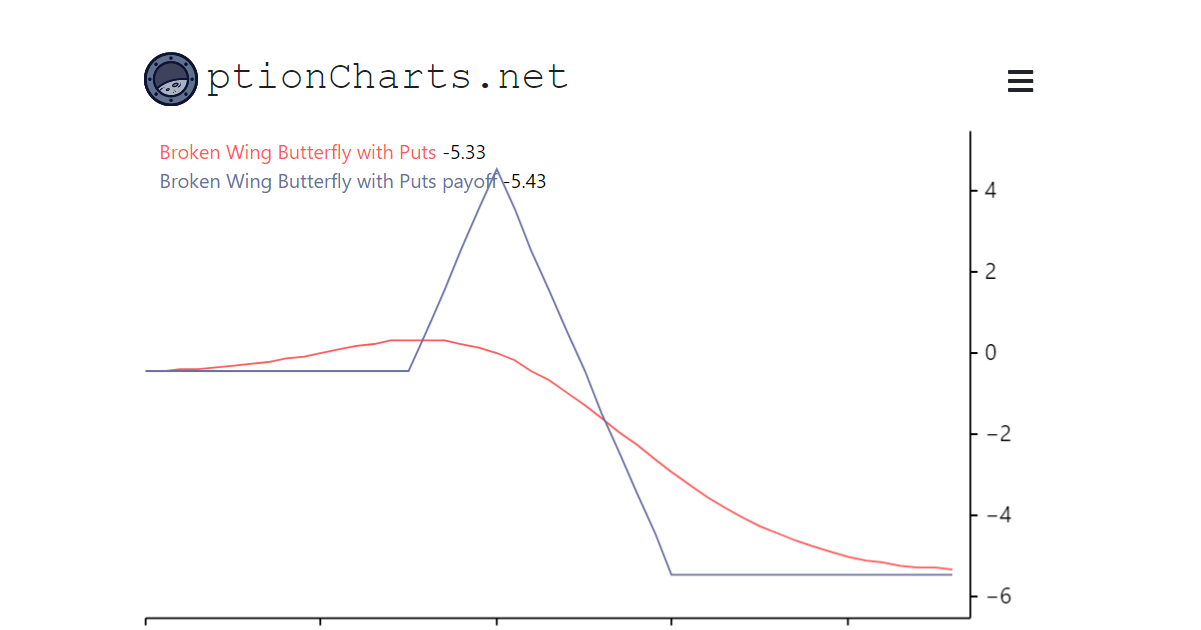 ptionCharts.net
Broken Wing Butterfly with Puts -5.33
Broken Wing Butterfly with Puts payoff -5.43
4
2
0
−2
−4
−6